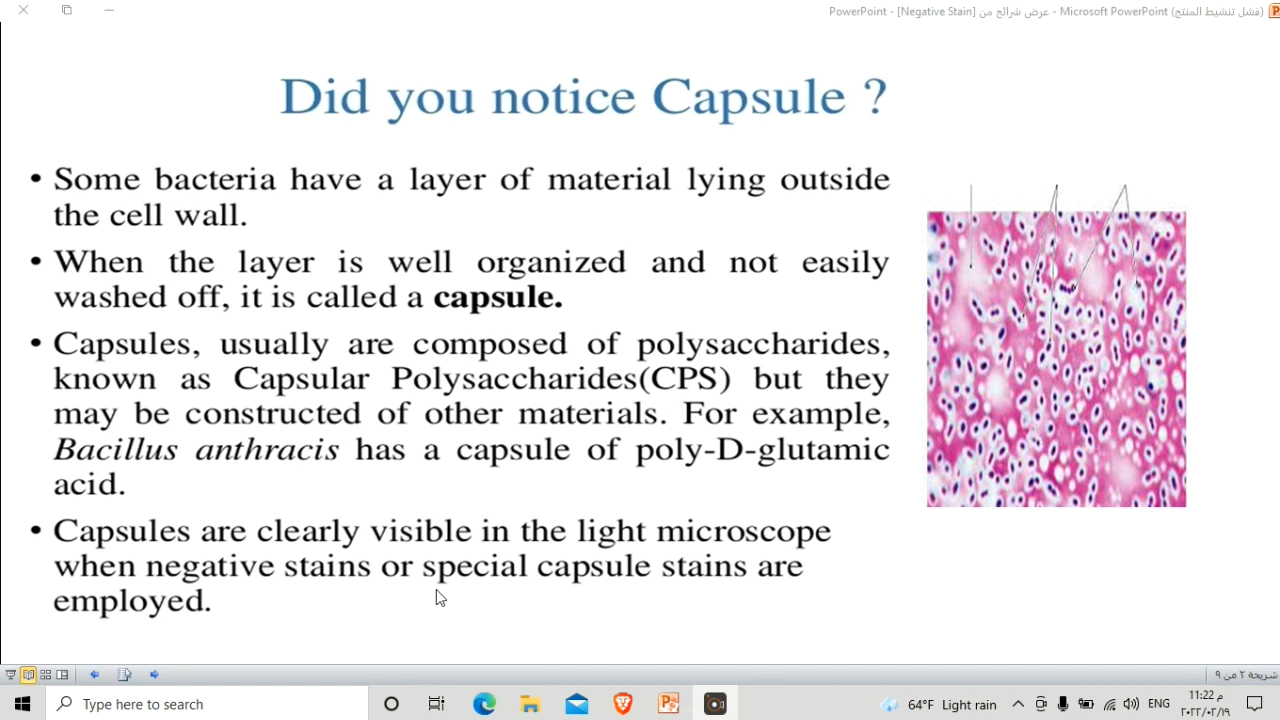 PowerPoint - [Negative Stain] عرض شرائح من - Microsoft PowerPoint (فشل تنشيط المنتج)
Did you notice Capsule ?
• Some bacteria have a layer of material lying outside
the cell wall.
• When the layer is well organized and not easily
washed off, it is called a capsule.
• Capsules, usually are composed of polysaccharides,
known as Capsular Polysaccharides(CPS) but they
may be constructed of other materials. For example,
Bacillus anthracis has a capsule of poly-D-glutamic
acid.
• Capsules are clearly visible in the light microscope
when negative stains or special capsule stains are
employed.
شريحة ٢ من ٩
Type here to search
64°F Light rain
ENG
11:22 م
٢٠٢٢/٠٢/١٩